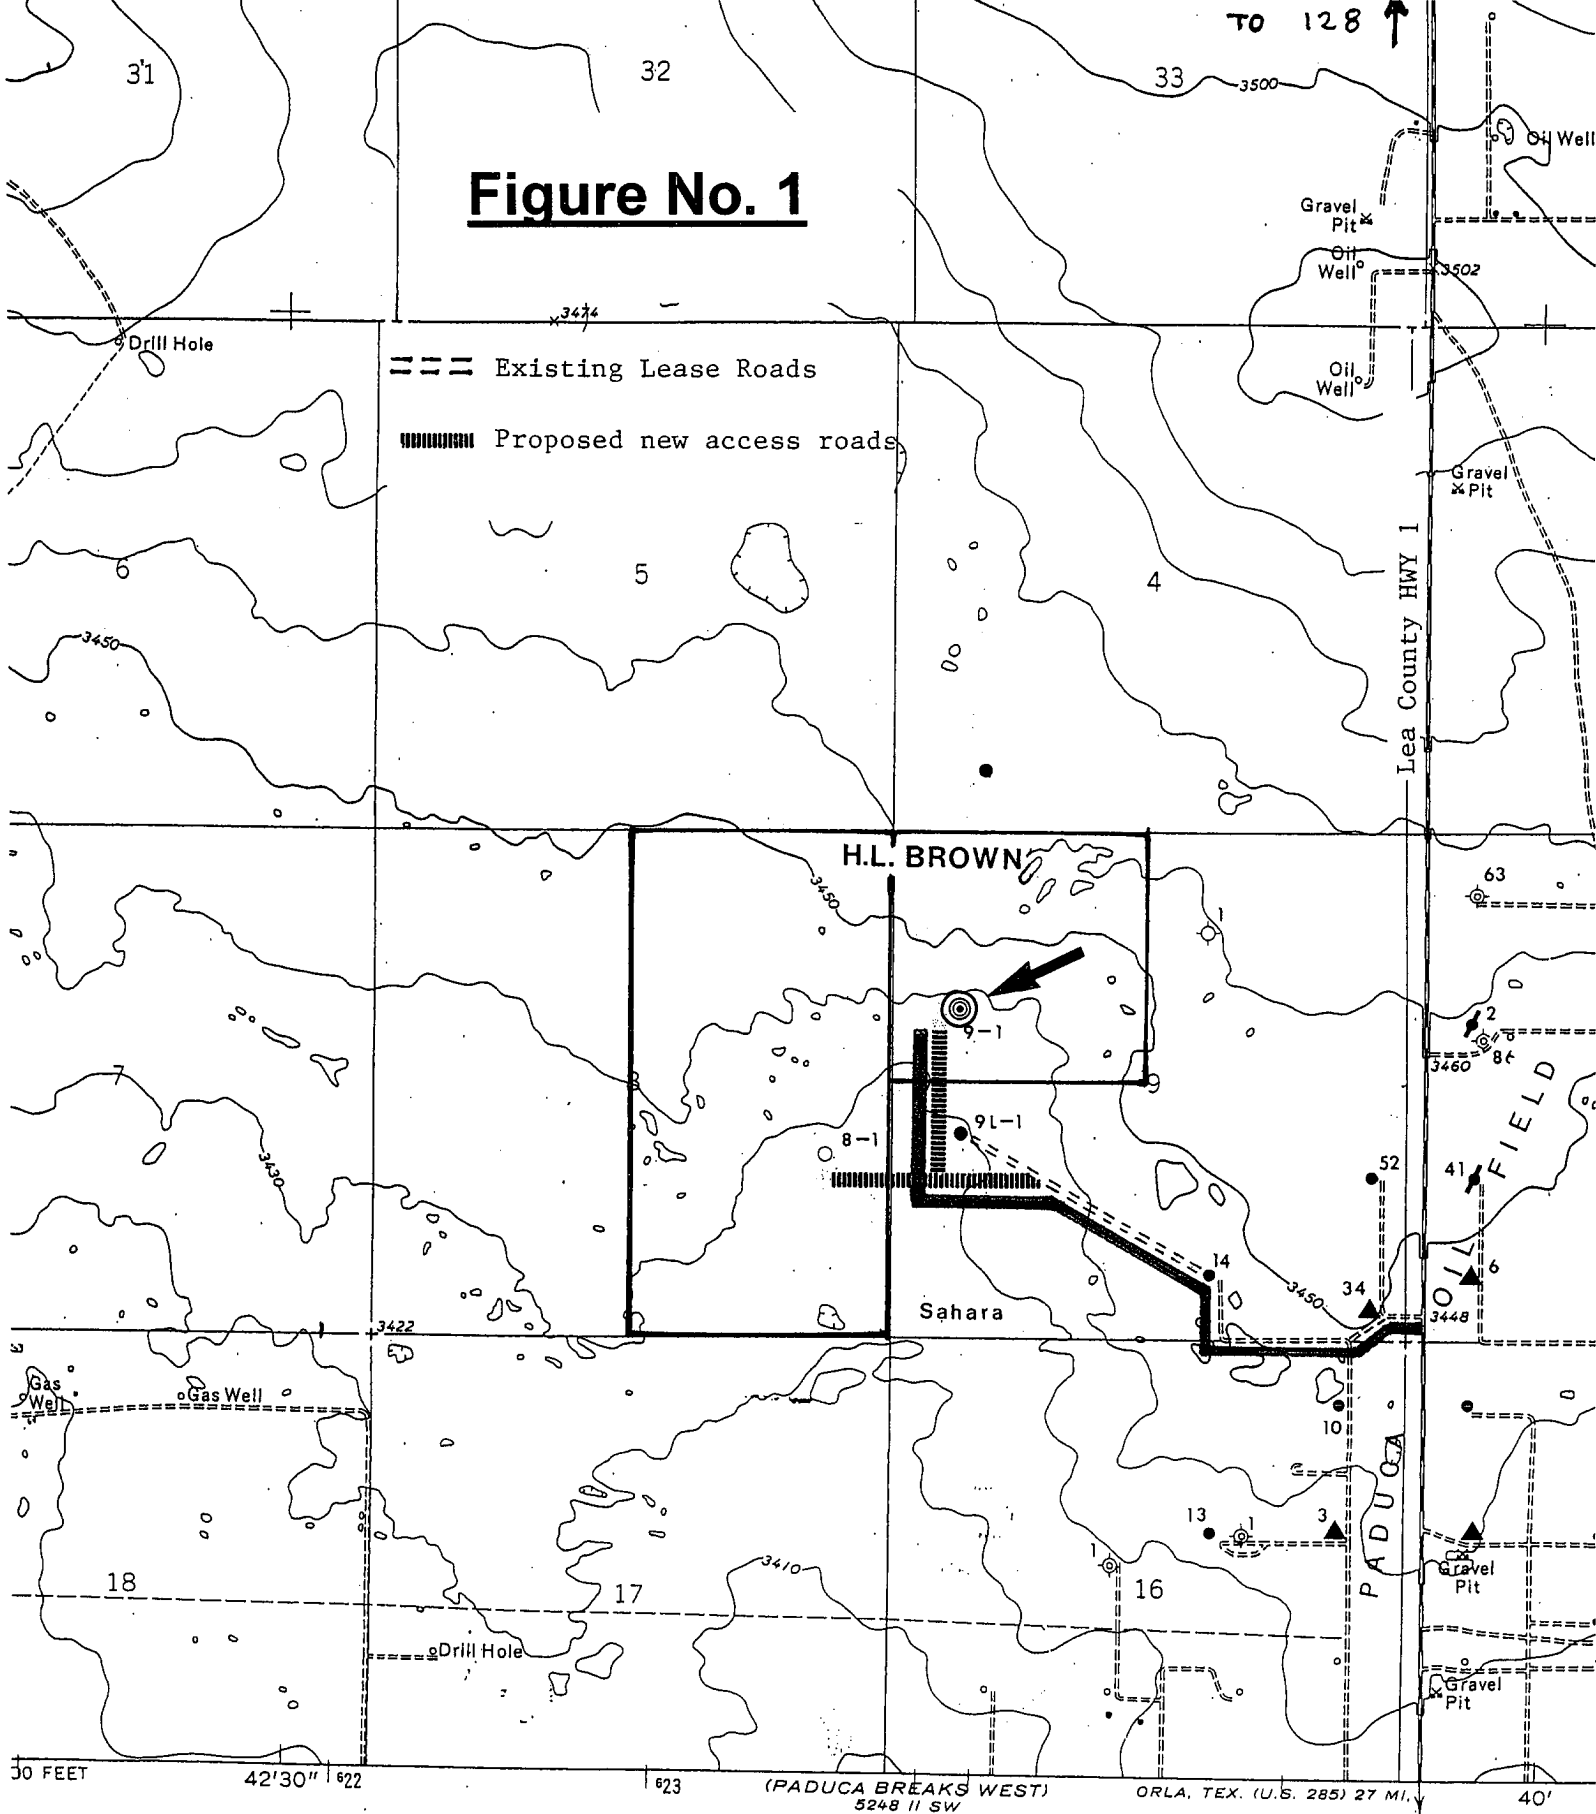 TO 128
31
32
33
3500
Oil Well
Figure No. 1
Gravel
Pit
Oil
Well
3502
3474
Drill Hole
Existing Lease Roads
Oil
Well
Proposed new access roads
Gravel
Pit
Lea County HWY 1
6
5
4
3450
H.L. BROWN
63
3450
1
9-1
2
86
3460
7
8
9
9L-1
8-1
OIL FIELD
52
41
3430
14
6
34
3450
Sahara
3448
3422
Gas
Well
Gas Well
10
PADUCA
13
1
3
1
Gravel
Pit
3410
18
17
16
Drill Hole
Gravel
Pit
FEET
42'30"
622
623
(PADUCA BREAKS WEST)
5248 II SW
ORLA, TEX. (U.S. 285) 27 MI.
40'